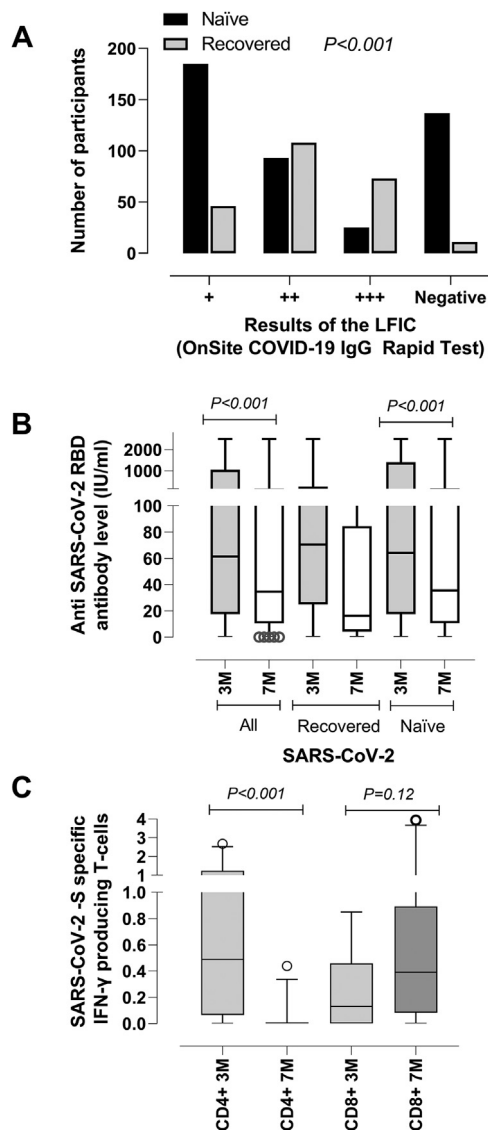 A
Naïve
Recovered
P<0.001
Number of participants
200
150
100
50
0
+ ++ +++ Negative
Results of the LFIC
(OnSite COVID-19 IgG Rapid Test)
B
P<0.001 P<0.001
Anti SARS-CoV-2 RBD
antibody level (IU/ml)
2000
1000
100
80
60
40
20
0
3M 7M 3M 7M 3M 7M
All Recovered Naïve
SARS-CoV-2
C
P<0.001 P=0.12
SARS-CoV-2 -S specific
IFN-γ producing T-cells
4
3
2
1
1.0
0.8
0.6
0.4
0.2
0.0
CD4+ 3M CD4+ 7M CD8+ 3M CD8+ 7M